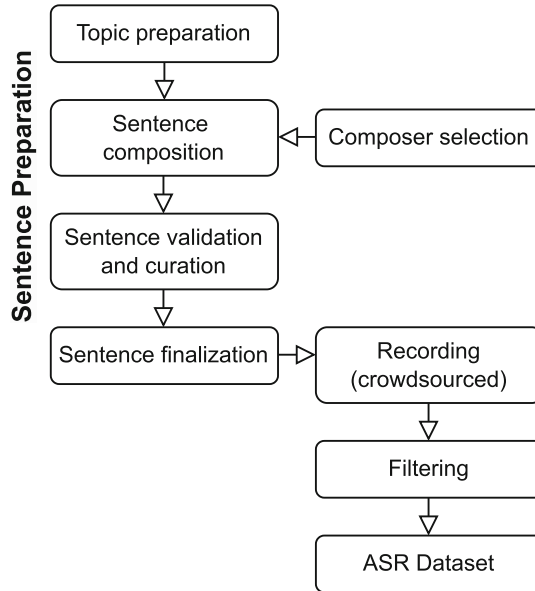 Sentence Preparation
Topic preparation
Sentence
composition
Composer selection
Sentence validation
and curation
Sentence finalization
Recording
(crowdsourced)
Filtering
ASR Dataset